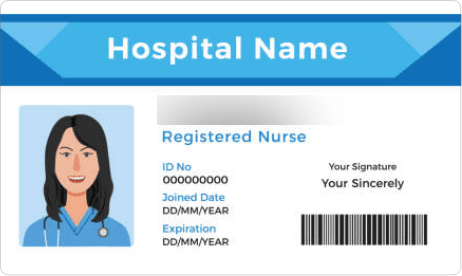 Hospital Name
Registered Nurse
ID No
000000000
Joined Date
DD/MM/YEAR
Expiration
DD/MM/YEAR
Your Signature
Your Sincerely